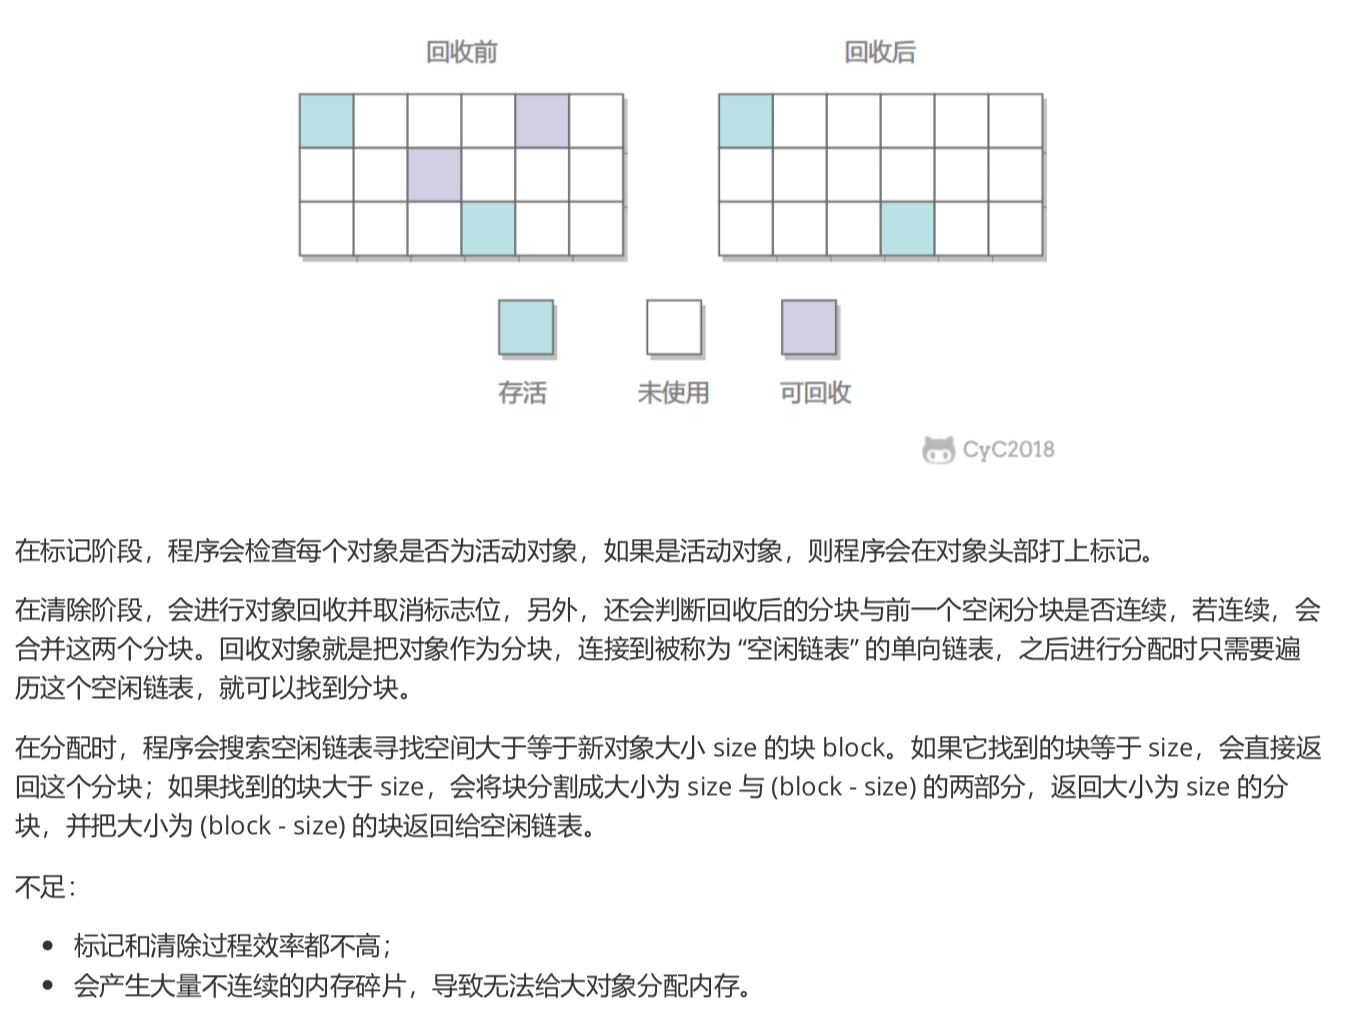 回收前
回收后
存活
未使用
可回收
CyC2018
在标记阶段，程序会检查每个对象是否为活动对象，如果是活动对象，则程序会在对象头部打上标记。
在清除阶段，会进行对象回收并取消标志位，另外，还会判断回收后的分块与前一个空闲分块是否连续，若连续，会
合并这两个分块。回收对象就是把对象作为分块，连接到被称为 “空闲链表” 的单向链表，之后进行分配时只需要遍
历这个空闲链表，就可以找到分块。
在分配时，程序会搜索空闲链表寻找空间大于等于新对象大小 size 的块 block。如果它找到的块等于 size，会直接返
回这个分块；如果找到的块大于 size，会将块分割成大小为 size 与 (block - size) 的两部分，返回大小为 size 的分
块，并把大小为 (block - size) 的块返回给空闲链表。
不足：
• 标记和清除过程效率都不高；
• 会产生大量不连续的内存碎片，导致无法给大对象分配内存。